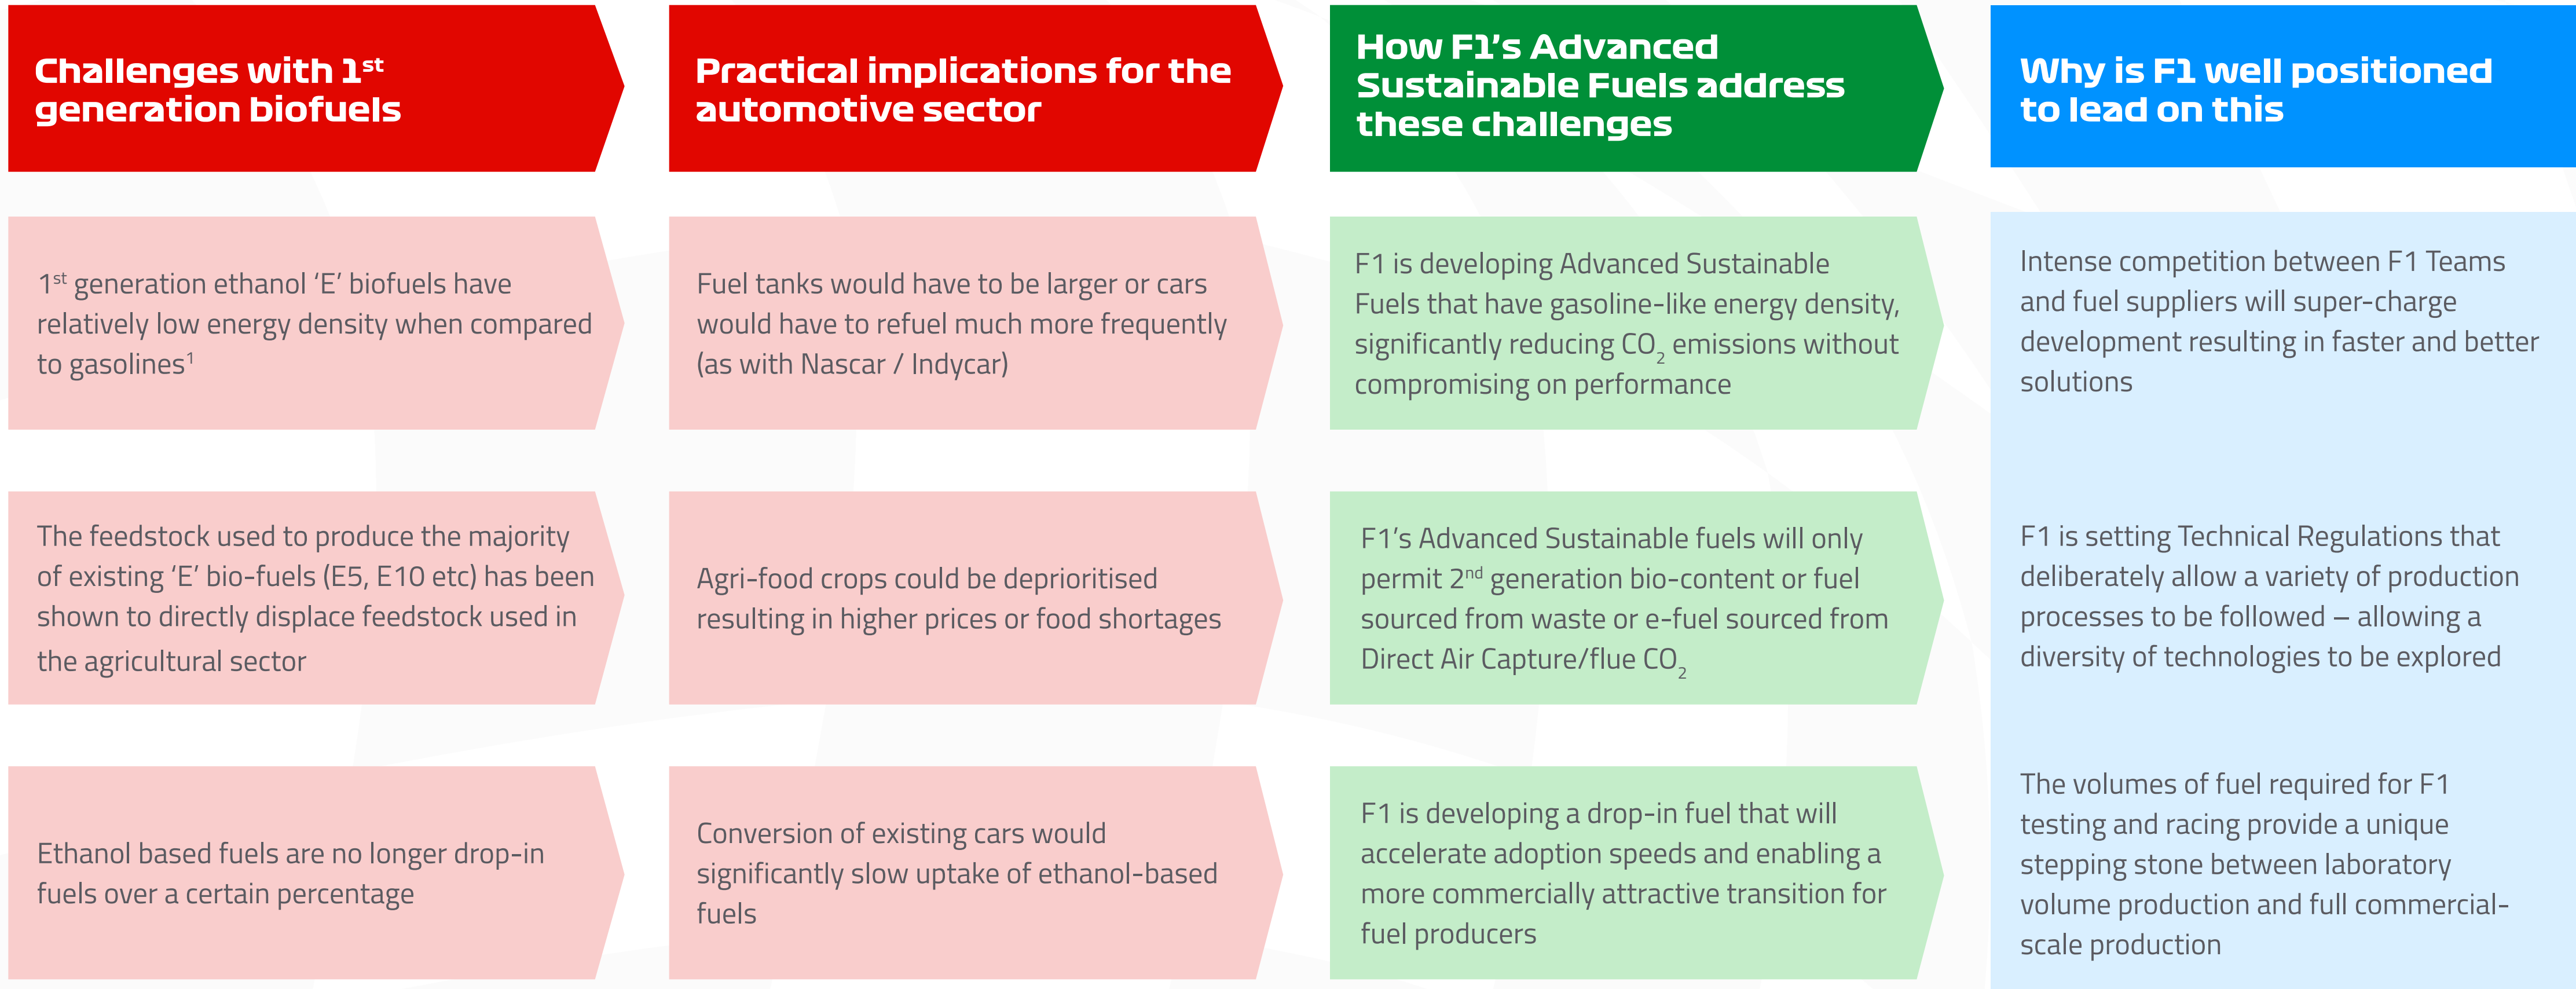 Challenges with 1st
generation biofuels
Practical implications for the
automotive sector
How F1’s Advanced
Sustainable Fuels address
these challenges
Why is F1 well positioned
to lead on this
1st generation ethanol ‘E’ biofuels have
relatively low energy density when compared
to gasolines1
Fuel tanks would have to be larger or cars
would have to refuel much more frequently
(as with Nascar / Indycar)
F1 is developing Advanced Sustainable
Fuels that have gasoline-like energy density,
significantly reducing CO2 emissions without
compromising on performance
Intense competition between F1 Teams
and fuel suppliers will super-charge
development resulting in faster and better
solutions
The feedstock used to produce the majority
of existing ‘E’ bio-fuels (E5, E10 etc) has been
shown to directly displace feedstock used in
the agricultural sector
Agri-food crops could be deprioritised
resulting in higher prices or food shortages
F1’s Advanced Sustainable fuels will only
permit 2nd generation bio-content or fuel
sourced from waste or e-fuel sourced from
Direct Air Capture/flue CO2
F1 is setting Technical Regulations that
deliberately allow a variety of production
processes to be followed – allowing a
diversity of technologies to be explored
Ethanol based fuels are no longer drop-in
fuels over a certain percentage
Conversion of existing cars would
significantly slow uptake of ethanol-based
fuels
F1 is developing a drop-in fuel that will
accelerate adoption speeds and enabling a
more commercially attractive transition for
fuel producers
The volumes of fuel required for F1
testing and racing provide a unique
stepping stone between laboratory
volume production and full commercial-
scale production